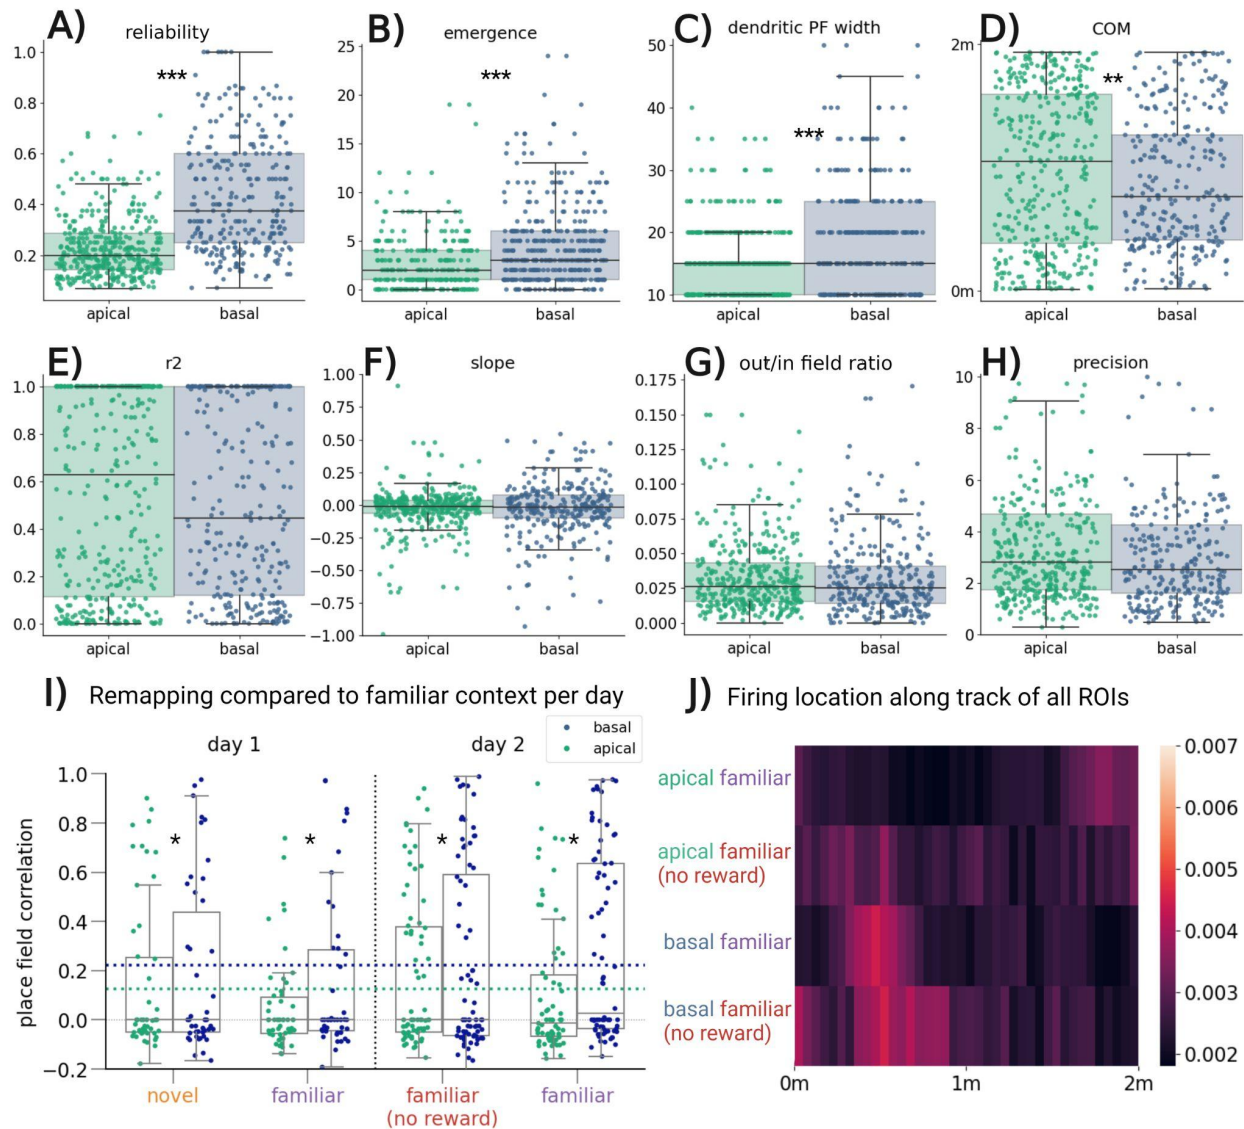 A)
reliability
1.0
0.8
0.6
0.4
0.2
***
apical
basal
B)
emergence
25
20
15
10
5
0
***
apical
basal
C)
dendritic PF width
50
40
30
20
10
***
apical
basal
D)
COM
2m
0m
**
apical
basal
E)
r2
1.0
0.8
0.6
0.4
0.2
0.0
apical
basal
F)
slope
1.00
0.75
0.50
0.25
0.00
−0.25
−0.50
−0.75
−1.00
apical
basal
G)
out/in field ratio
0.175
0.150
0.125
0.100
0.075
0.050
0.025
0.000
apical
basal
H)
precision
10
8
6
4
2
0
apical
basal
I)
Remapping compared to familiar context per day
basal
apical
day 1
day 2
place field correlation
1.0
0.8
0.6
0.4
0.2
0.0
−0.2
*
*
*
*
novel
familiar
familiar
(no reward)
familiar
J)
Firing location along track of all ROIs
apical familiar
apical familiar
(no reward)
basal familiar
basal familiar
(no reward)
0m
1m
2m
0.007
0.006
0.005
0.004
0.003
0.002